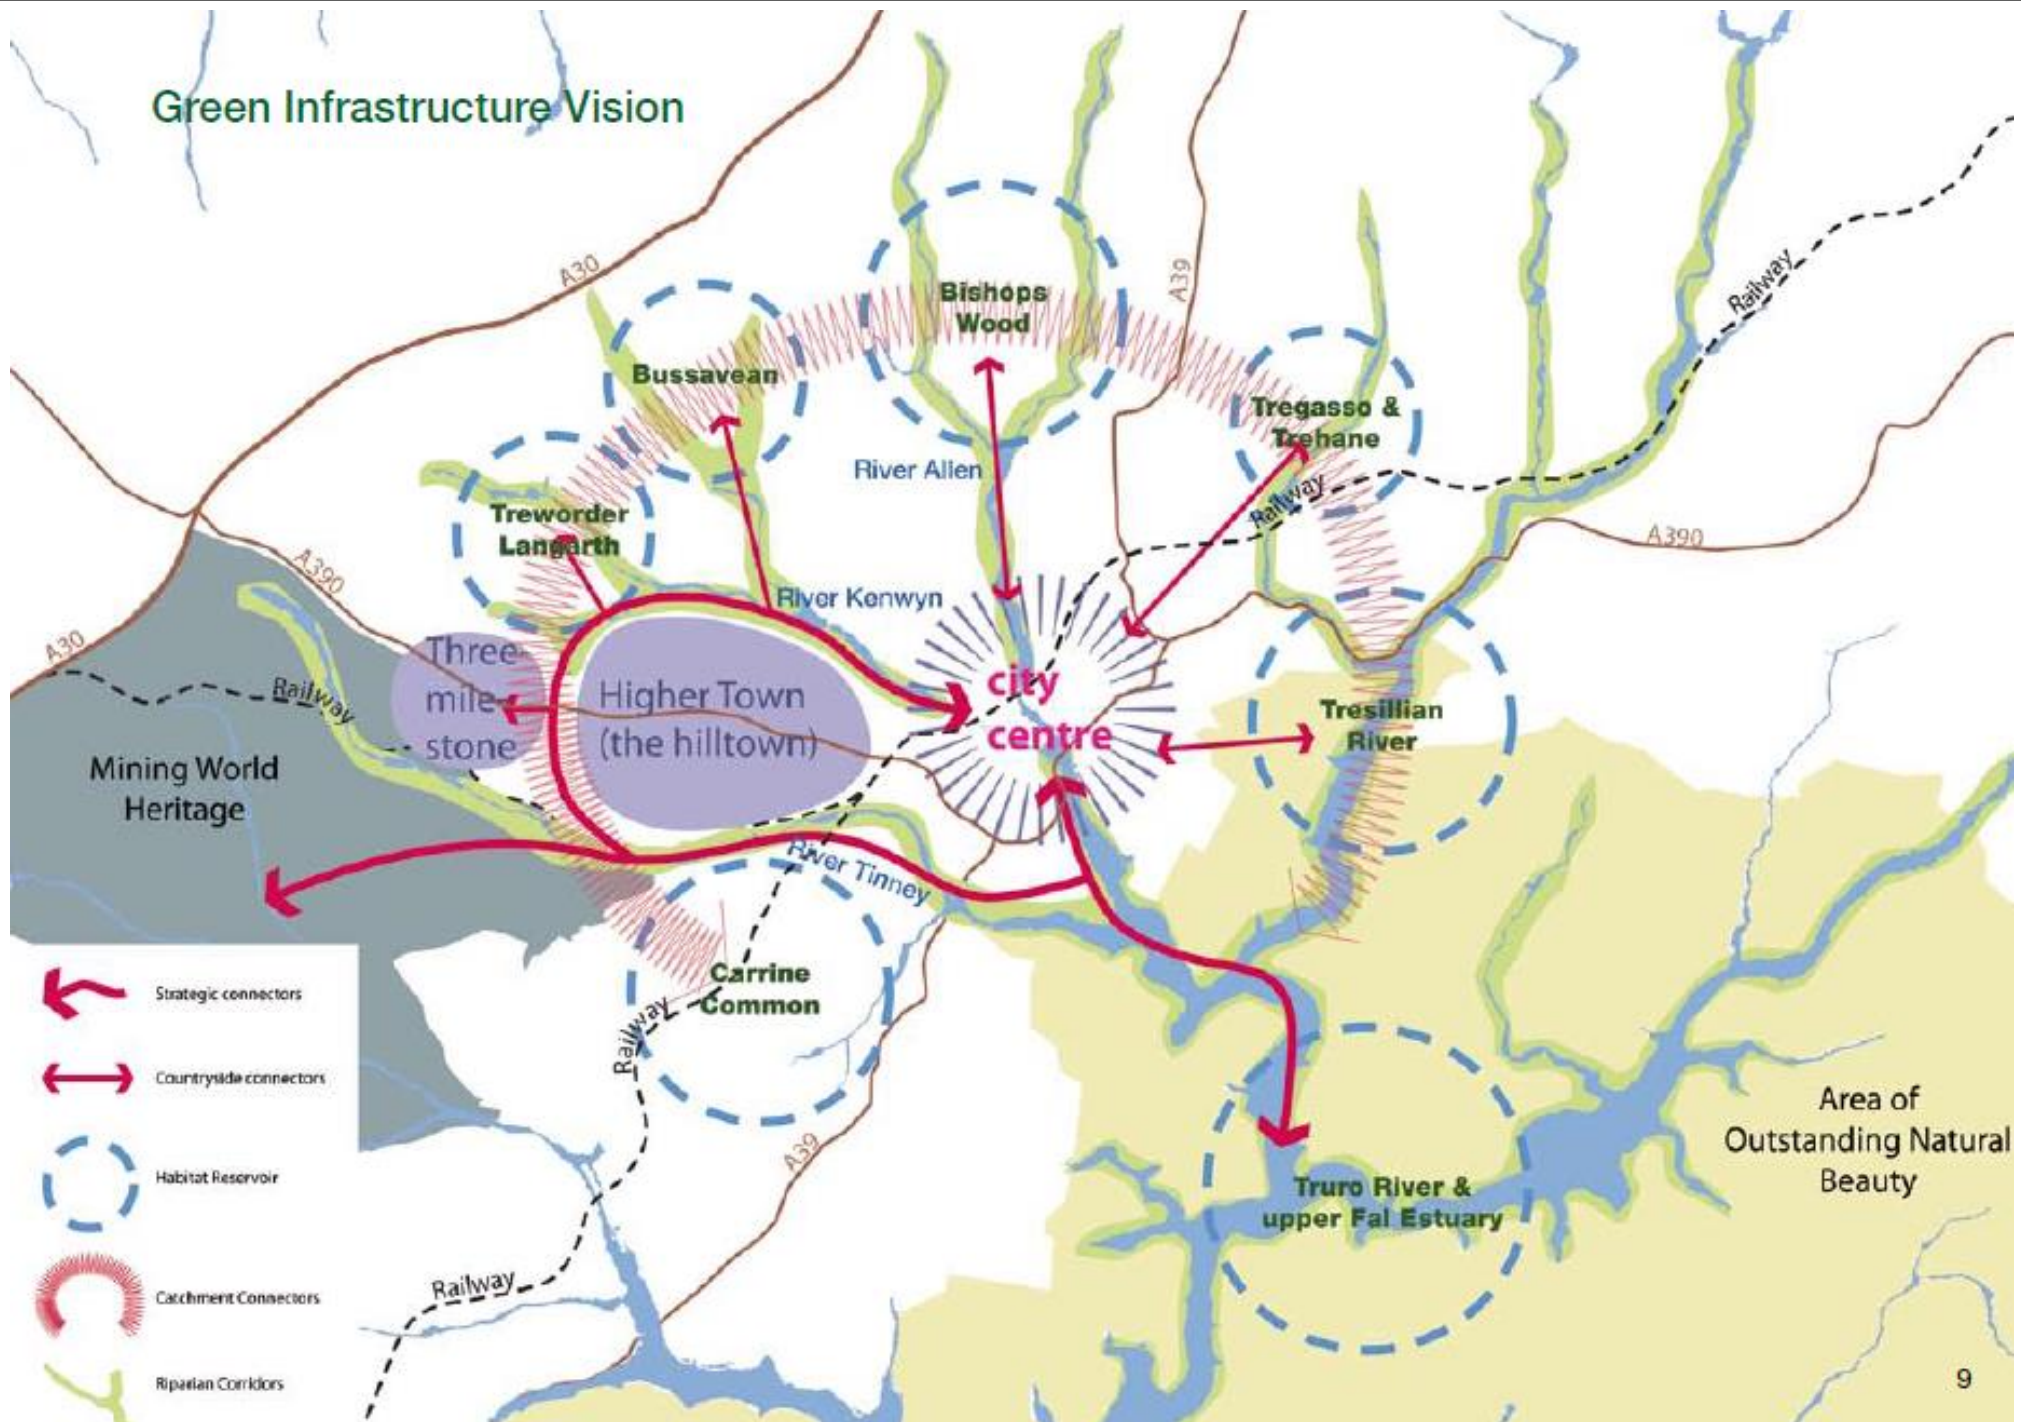 Green Infrastructure Vision
A30
A39
Bishops
Wood
Railway
Bussavean
Tregasso &
Trehane
River Allen
Railway
Treworder
Langarth
A390
A390
River Kenwyn
A30
Three-
mile-
stone
Railway
Higher Town
(the hilltown)
city
centre
Tresillian
River
Mining World
Heritage
River Tinney
Carrine
Common
Railway
Strategic connectors
Countryside connectors
Area of
Outstanding Natural
Beauty
A39
Habitat Reservoir
Truro River &
upper Fal Estuary
Railway
Catchment Connectors
Riparian Corridors
9